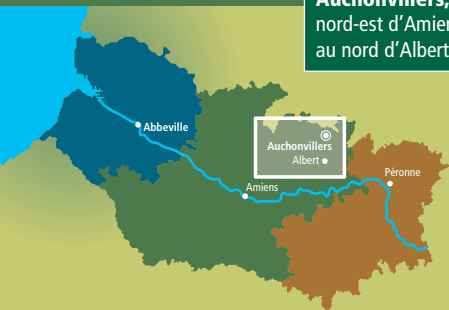 Auchonvillers,
nord-est d'Amien
au nord d'Albert
Abbeville
Auchonvillers
Albert
Péronne
Amiens